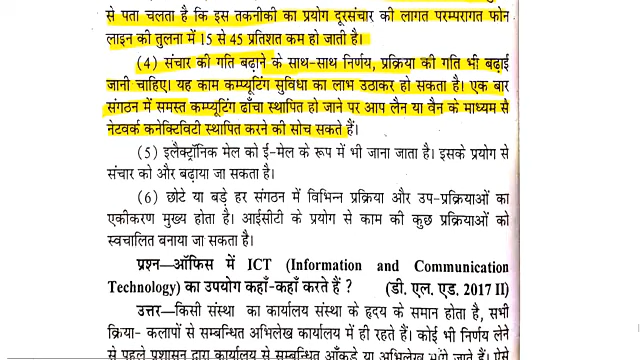 से पता चलता है कि इस तकनीकी का प्रयोग दूरसंचार की लागत परम्परागत फोन
लाइन की तुलना में 15 से 45 प्रतिशत कम हो जाती है।
(4) संचार की गति बढ़ाने के साथ-साथ निर्णय, प्रक्रिया की गति भी बढ़ाई
जानी चाहिए। यह काम कम्प्यूटिंग सुविधा का लाभ उठाकर हो सकता है। एक बार
संगठन में समस्त कम्प्यूटिंग ढाँचा स्थापित हो जाने पर आप लैन या वैन के माध्यम से
नेटवर्क कनेक्टिविटी स्थापित करने की सोच सकते हैं।
(5) इलैक्ट्रॉनिक मेल को ई-मेल के रूप में भी जाना जाता है। इसके प्रयोग से
संचार को और बढ़ाया जा सकता है।
(6) छोटे या बड़े हर संगठन में विभिन्न प्रक्रिया और उप-प्रक्रियाओं का
एकीकरण मुख्य होता है। आईसीटी के प्रयोग से काम की कुछ प्रक्रियाओं को
स्वचालित बनाया जा सकता है।
प्रश्न—ऑफिस में ICT (Information and Communication
Technology) का उपयोग कहाँ-कहाँ करते हैं ? (डी. एल. एड. 2017 II)
उत्तर—किसी संस्था का कार्यालय संस्था के हृदय के समान होता है, सभी
क्रिया- कलापों से सम्बन्धित अभिलेख कार्यालय में ही रहते हैं। कोई भी निर्णय लेने
से पहले प्रशासन द्वारा कार्यालय से सम्बन्धित आँकड़े या अभिलेख माँगे जाते हैं। ऐसे